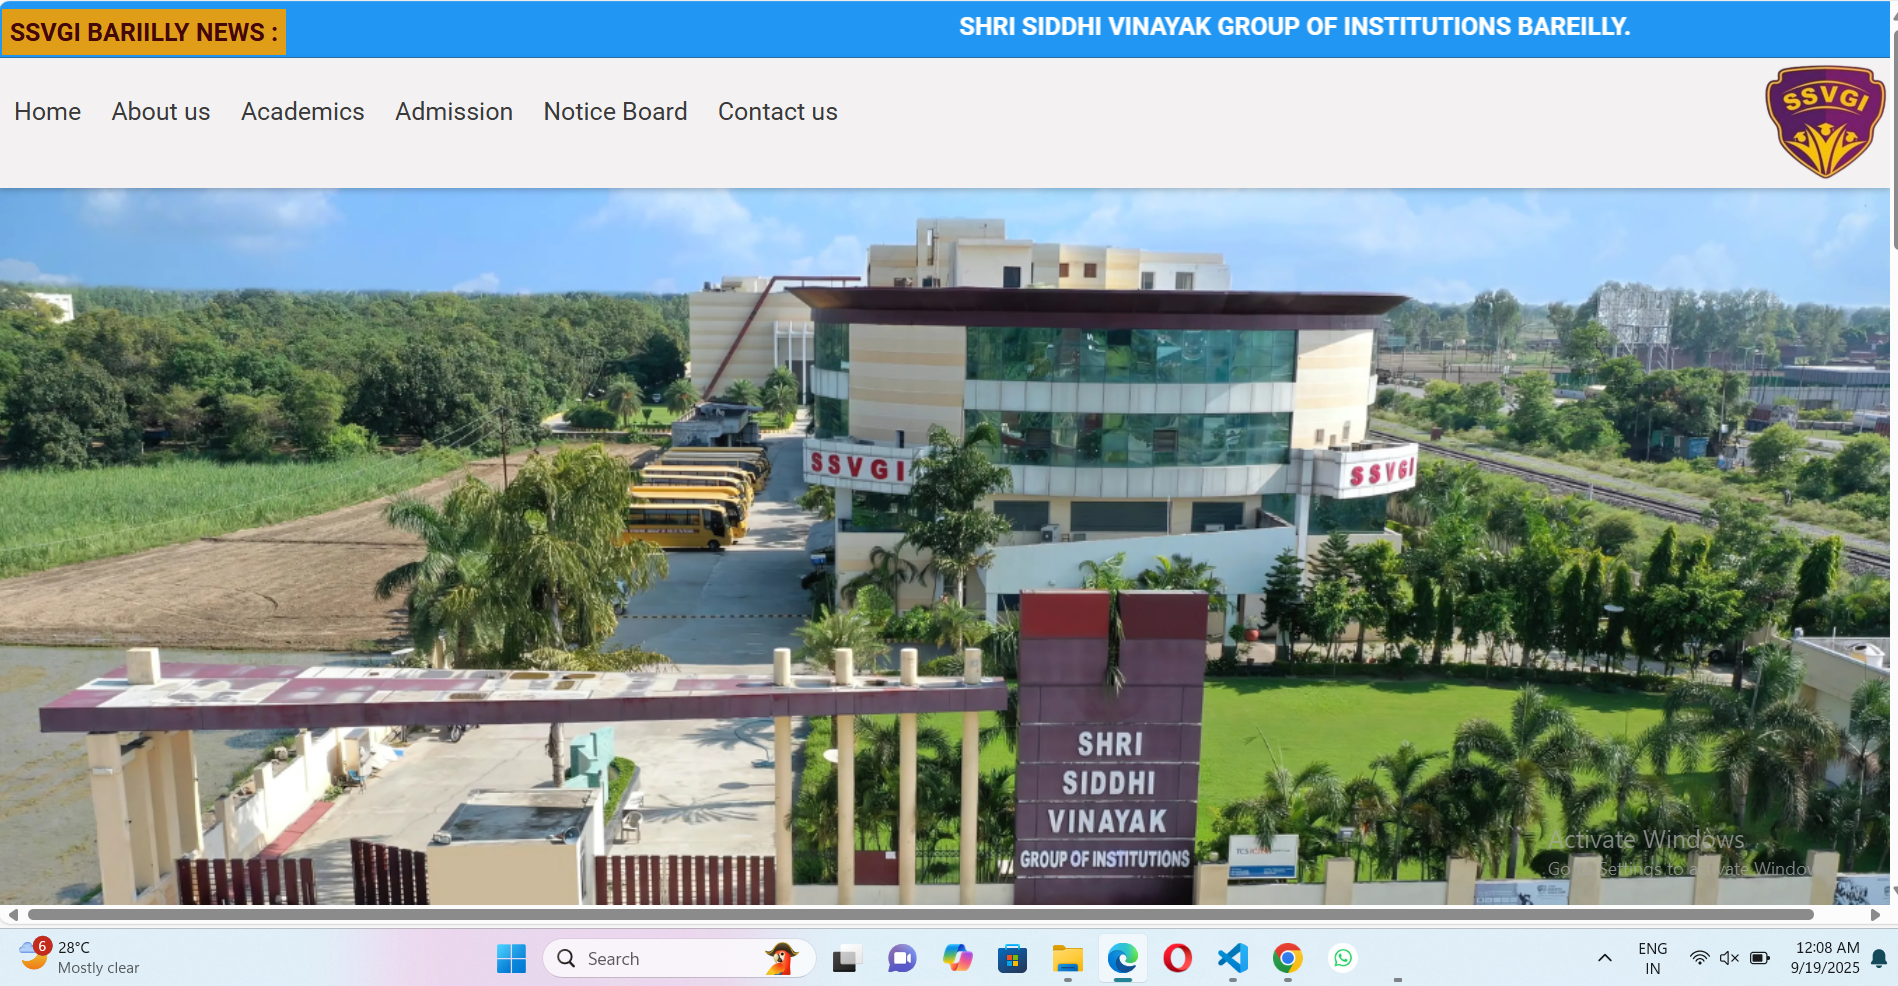 SSVGI BARIILLY NEWS :
SHRI SIDDHI VINAYAK GROUP OF INSTITUTIONS BAREILLY.
Home About us Academics Admission Notice Board Contact us
SSVGI
SSVGI
SSVGI
SHRI
SIDDHI
VINAYAK
GROUP OF INSTITUTIONS
Activate Windows
Go to Settings to activate Window
6
28°C
Mostly clear
Search
ENG
IN
12:08 AM
9/19/2025